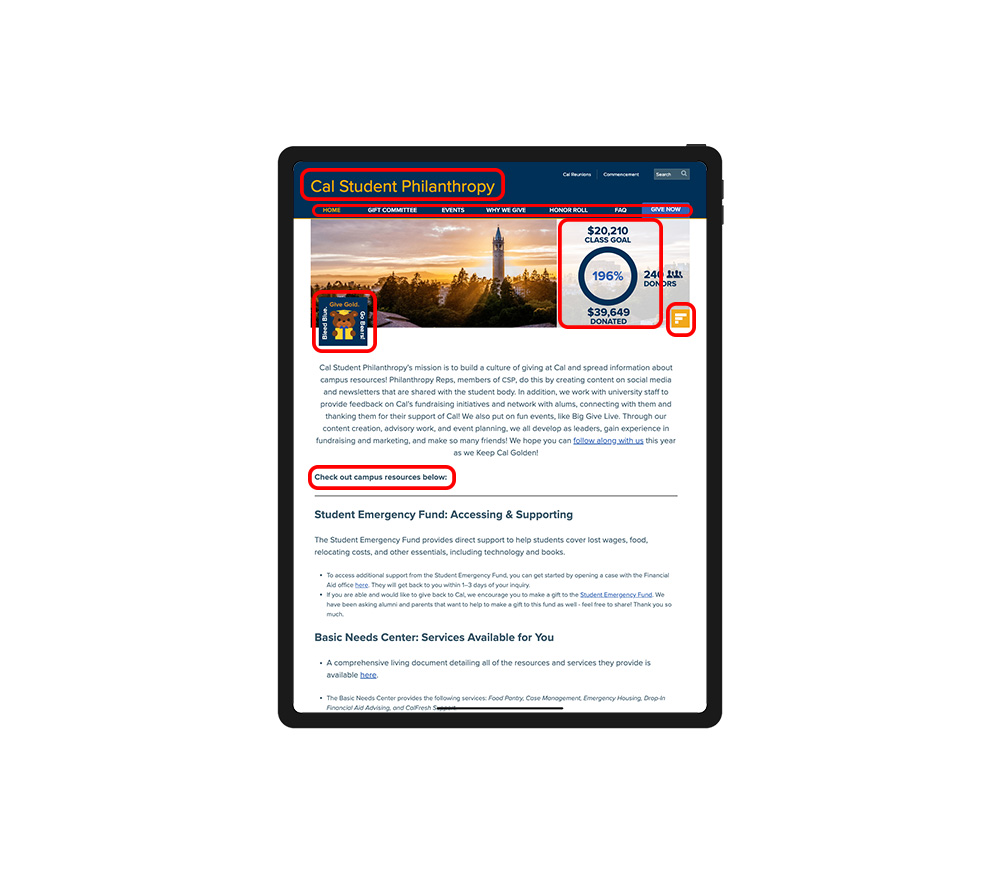 Cal Reunions
Commencement
Search
Cal Student Philanthropy
HOME
GIFT COMMITTEE
EVENTS
WHY WE GIVE
HONOR ROLL
FAQ
GIVE NOW
$20,210
CLASS GOAL
196%
240
DONORS
$39,649
DONATED
Give Gold.
Bleed Blue.
Go Bears!
Cal Student Philanthropy's mission is to build a culture of giving at Cal and spread information about
campus resources! Philanthropy Reps, members of CSP, do this by creating content on social media
and newsletters that are shared with the student body. In addition, we work with university staff to
provide feedback on Cal's fundraising initiatives and network with alums, connecting with them and
thanking them for their support of Cal! We also put on fun events, like Big Give Live. Through our
content creation, advisory work, and event planning, we all develop as leaders, gain experience in
fundraising and marketing, and make so many friends! We hope you can follow along with us this year
as we Keep Cal Golden!
Check out campus resources below:
Student Emergency Fund: Accessing & Supporting
The Student Emergency Fund provides direct support to help students cover lost wages, food,
relocating costs, and other essentials, including technology and books.
• To access additional support from the Student Emergency Fund, you can get started by opening a case with the Financial
Aid office here. They will get back to you within 1–3 days of your inquiry.
• If you are able and would like to give back to Cal, we encourage you to make a gift to the Student Emergency Fund. We
have been asking alumni and parents that want to help to make a gift to this fund as well - feel free to share! Thank you so
much.
Basic Needs Center: Services Available for You
• A comprehensive living document detailing all of the resources and services they provide is
available here.
• The Basic Needs Center provides the following services: Food Pantry, Case Management, Emergency Housing, Drop-In
Financial Aid Advising, and CalFresh Support.